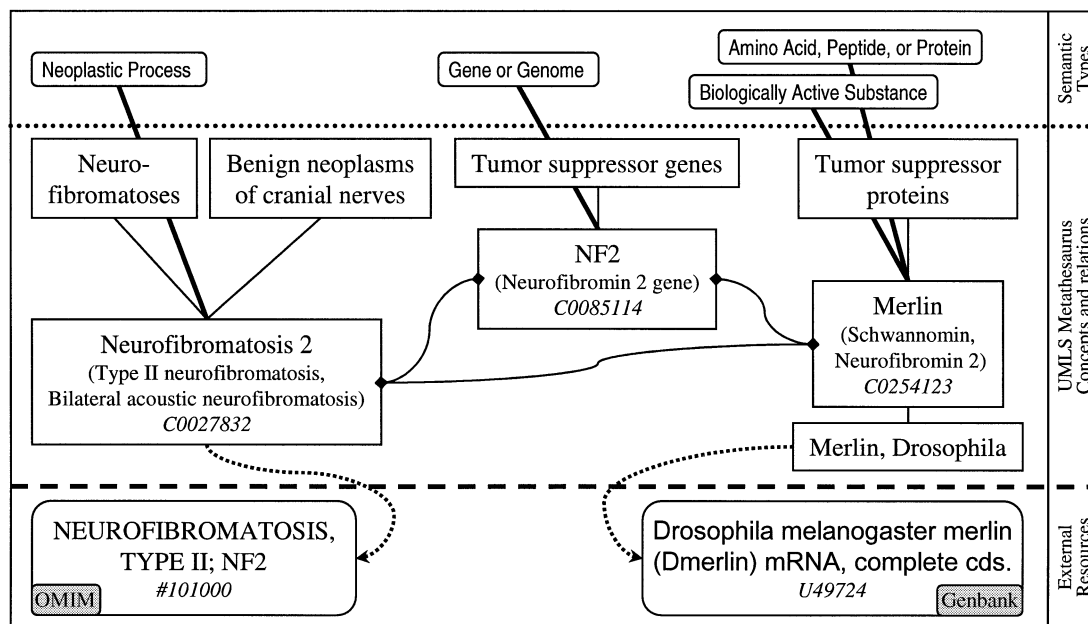 Neoplastic Process
Gene or Genome
Amino Acid, Peptide, or Protein
Biologically Active Substance
Semantic
Types
Neuro-
fibromatoses
Benign neoplasms
of cranial nerves
Tumor suppressor genes
Tumor suppressor
proteins
NF2
(Neurofibromin 2 gene)
C0085114
Merlin
(Schwannomin,
Neurofibromin 2)
C0254123
Neurofibromatosis 2
(Type II neurofibromatosis,
Bilateral acoustic neurofibromatosis)
C0027832
Merlin, Drosophila
UMLS Metathesaurus
Concepts and relations
NEUROFIBROMATOSIS,
TYPE II; NF2
#101000
OMIM
Drosophila melanogaster merlin
(Dmerlin) mRNA, complete cds.
U49724
Genbank
External
Resources